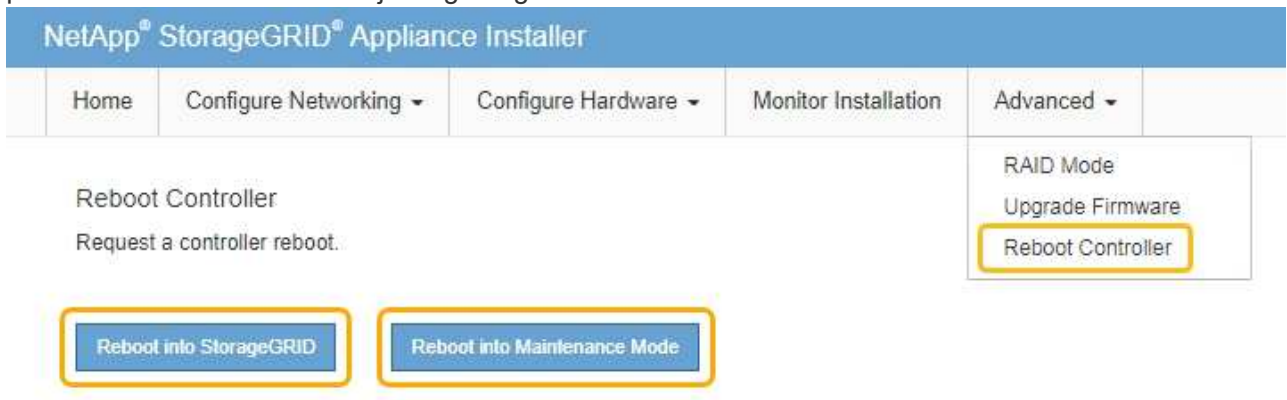 NetApp® StorageGRID® Appliance Installer
Home Configure Networking Configure Hardware Monitor Installation Advanced
RAID Mode
Upgrade Firmware
Reboot Controller
Reboot Controller
Request a controller reboot.
Reboot into StorageGRID Reboot into Maintenance Mode